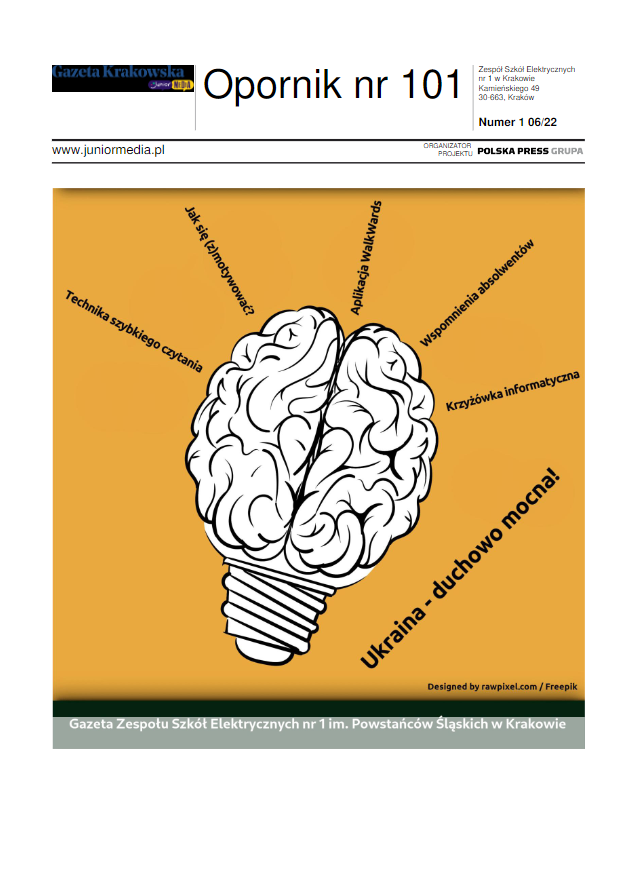 Gazeta Krakowska
JUNIOR MEDIA
Opornik nr 101
Zespół Szkół Elektrycznych
nr 1 w Krakowie
Kamieńskiego 49
30-663, Kraków
Numer 1 06/22
www.juniormedia.pl
ORGANIZATOR
PROJEKTU
POLSKA PRESS GRUPA
Technika szybkiego czytania
Jak się (z)motywować?
Aplikacja WalkWards
Wspomnienia absolwentów
Krzyżówka informatyczna
Ukraina - duchowo mocna!
Designed by rawpixel.com / Freepik
Gazeta Zespołu Szkół Elektrycznych nr 1 im. Powstańców Śląskich w Krakowie